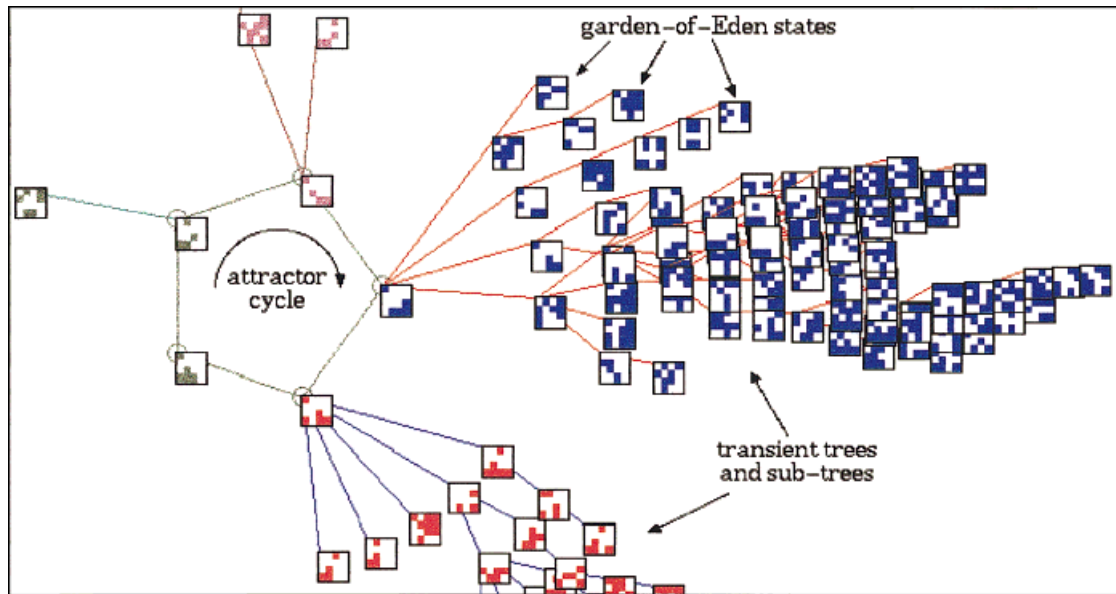 garden-of-Eden states
attractor
cycle
transient trees
and sub-trees